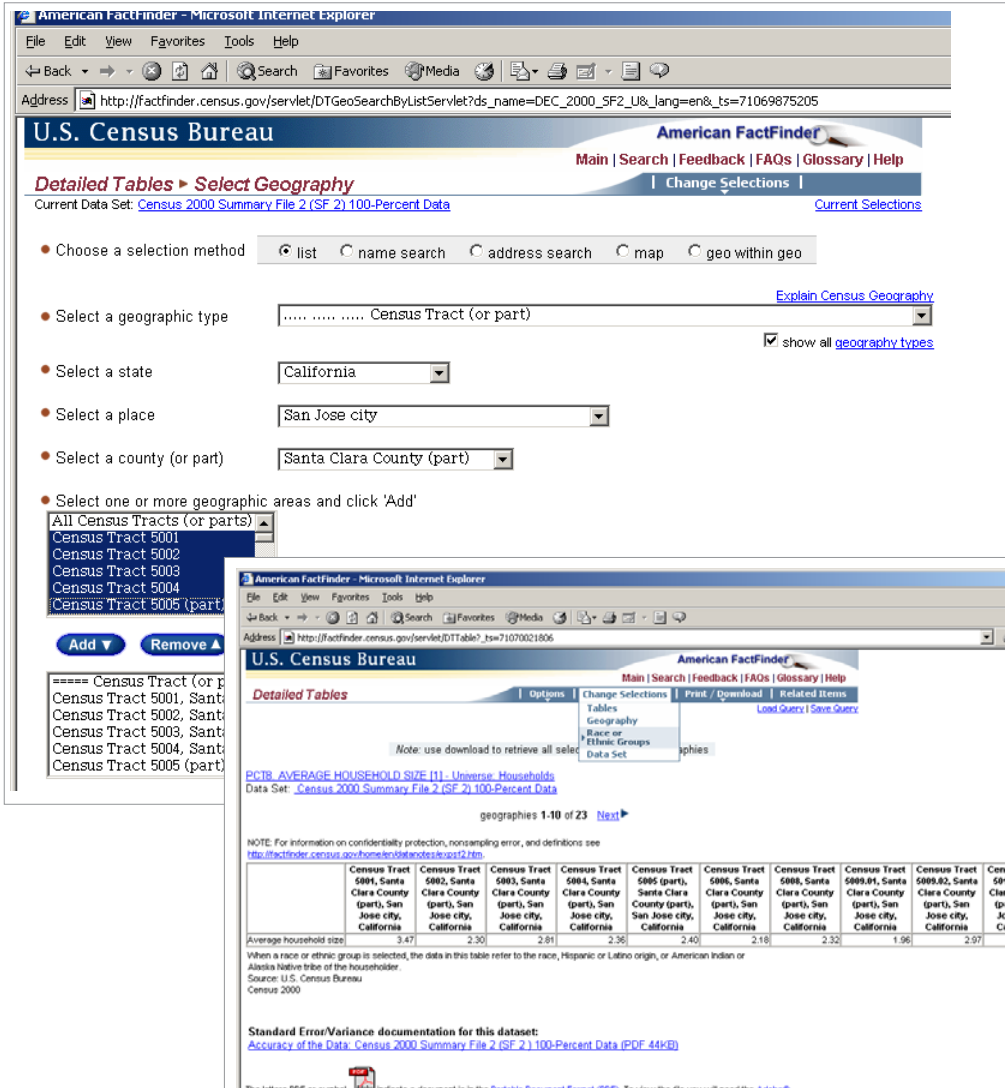 American FactFinder - Microsoft Internet Explorer
File Edit View Favorites Tools Help
Back Search Favorites Media
Address http://factfinder.census.gov/servlet/DTGeoSearchByListServlet?ds_name=DEC_2000_SF2_U&_lang=en&_ts=71069875205
U.S. Census Bureau American FactFinder
Main | Search | Feedback | FAQs | Glossary | Help
Detailed Tables ▸ Select Geography | Change Selections |
Current Data Set: Census 2000 Summary File 2 (SF 2) 100-Percent Data Current Selections
• Choose a selection method list name search address search map geo within geo
Explain Census Geography
• Select a geographic type ..... ..... ..... Census Tract (or part)
show all geography types
• Select a state California
• Select a place San Jose city
• Select a county (or part) Santa Clara County (part)
• Select one or more geographic areas and click 'Add'
All Census Tracts (or parts)
Census Tract 5001
Census Tract 5002
Census Tract 5003
Census Tract 5004
Census Tract 5005 (part)
Add ▼ Remove ▲
===== Census Tract (or p
Census Tract 5001, Sant
Census Tract 5002, Sant
Census Tract 5003, Sant
Census Tract 5004, Sant
Census Tract 5005 (part)
American FactFinder - Microsoft Internet Explorer
File Edit View Favorites Tools Help
Back Search Favorites Media
Address http://factfinder.census.gov/servlet/DTTable?_ts=71070021806
U.S. Census Bureau American FactFinder
Main | Search | Feedback | FAQs | Glossary | Help
Detailed Tables | Options | Change Selections | Print / Download | Related Items
Tables
Geography
Race or
Ethnic Groups
Data Set
Load Query | Save Query
Note: use download to retrieve all selec phies
PCT8. AVERAGE HOUSEHOLD SIZE [1] - Universe: Households
Data Set: Census 2000 Summary File 2 (SF 2) 100-Percent Data
geographies 1-10 of 23 Next
NOTE: For information on confidentiality protection, nonsampling error, and definitions see
http://factfinder.census.gov/home/en/datanotes/expsf2.htm.
Census Tract Census Tract Census Tract Census Tract Census Tract Census Tract Census Tract Census Tract Census Tract Cen
5001, Santa 5002, Santa 5003, Santa 5004, Santa 5005 (part), 5006, Santa 5008, Santa 5009.01, Santa 5009.02, Santa
Clara County Clara County Clara County Clara County Santa Clara Clara County Clara County Clara County Clara County
(part), San (part), San (part), San (part), San County (part), (part), San (part), San (part), San (part), San
Jose city, Jose city, Jose city, Jose city, San Jose city, Jose city, Jose city, Jose city, Jose city,
California California California California California California California California California
Average household size 3.47 2.30 2.81 2.36 2.40 2.18 2.32 1.96 2.97
When a race or ethnic group is selected, the data in this table refer to the race, Hispanic or Latino origin, or American Indian or
Alaska Native tribe of the householder.
Source: U.S. Census Bureau
Census 2000
Standard Error/Variance documentation for this dataset:
Accuracy of the Data: Census 2000 Summary File 2 (SF 2 ) 100-Percent Data (PDF 44KB)